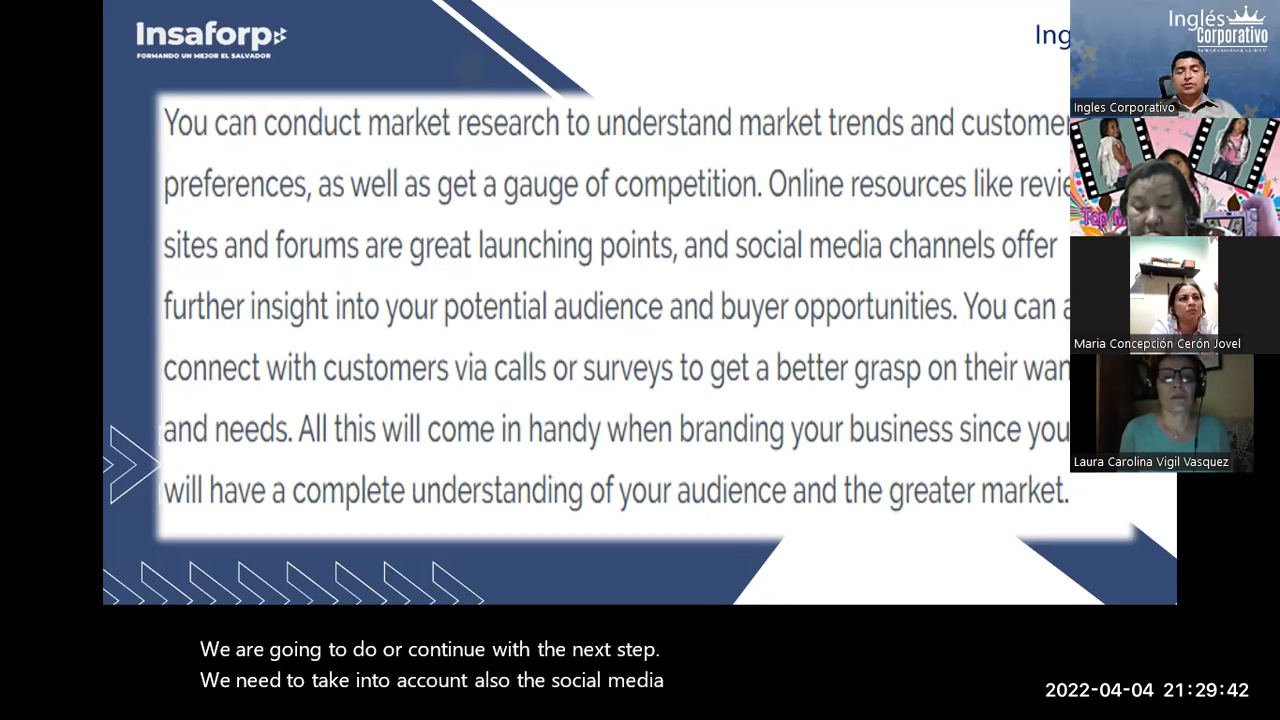 Insaforp
FORMANDO UN MEJOR EL SALVADOR
Ing
Inglés
Corporativo
You can conduct market research to understand market trends and customer
preferences, as well as get a gauge of competition. Online resources like revie
sites and forums are great launching points, and social media channels offer
further insight into your potential audience and buyer opportunities. You can a
connect with customers via calls or surveys to get a better grasp on their wan
and needs. All this will come in handy when branding your business since you
will have a complete understanding of your audience and the greater market.
Ingles Corporativo
Maria Concepción Cerón Jovel
Laura Carolina Vigil Vasquez
We are going to do or continue with the next step.
We need to take into account also the social media
2022-04-04 21:29:42